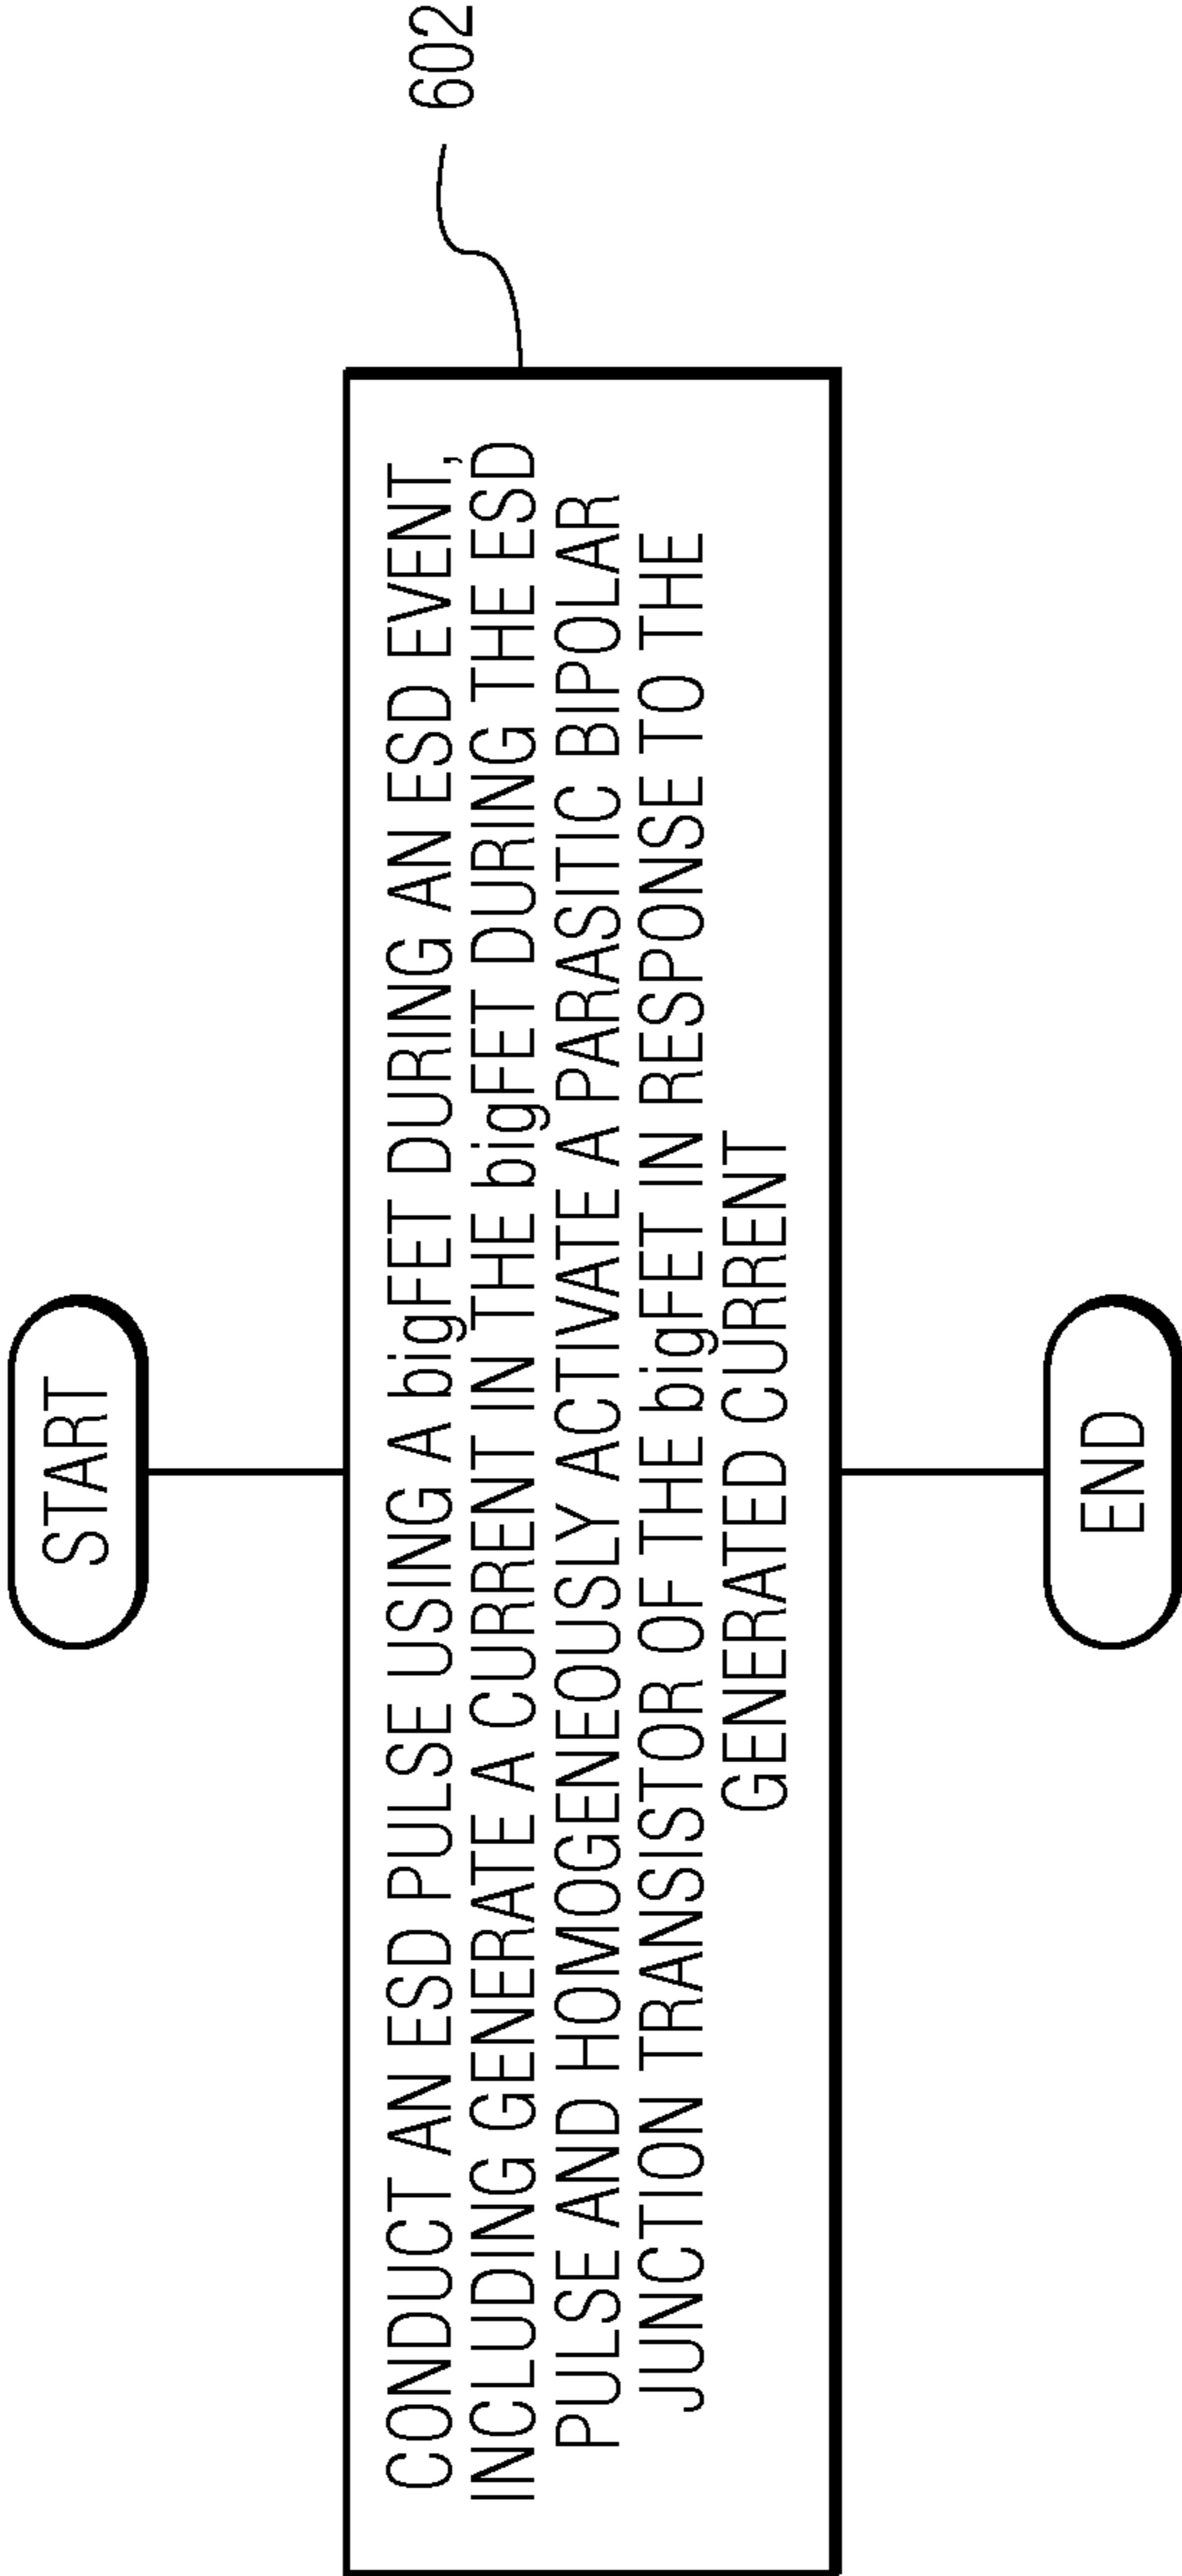 START
CONDUCT AN ESD PULSE USING A bigFET DURING AN ESD EVENT,
INCLUDING GENERATE A CURRENT IN THE bigFET DURING THE ESD
PULSE AND HOMOGENEOUSLY ACTIVATE A PARASITIC BIPOLAR
JUNCTION TRANSISTOR OF THE bigFET IN RESPONSE TO THE
GENERATED CURRENT
602
END